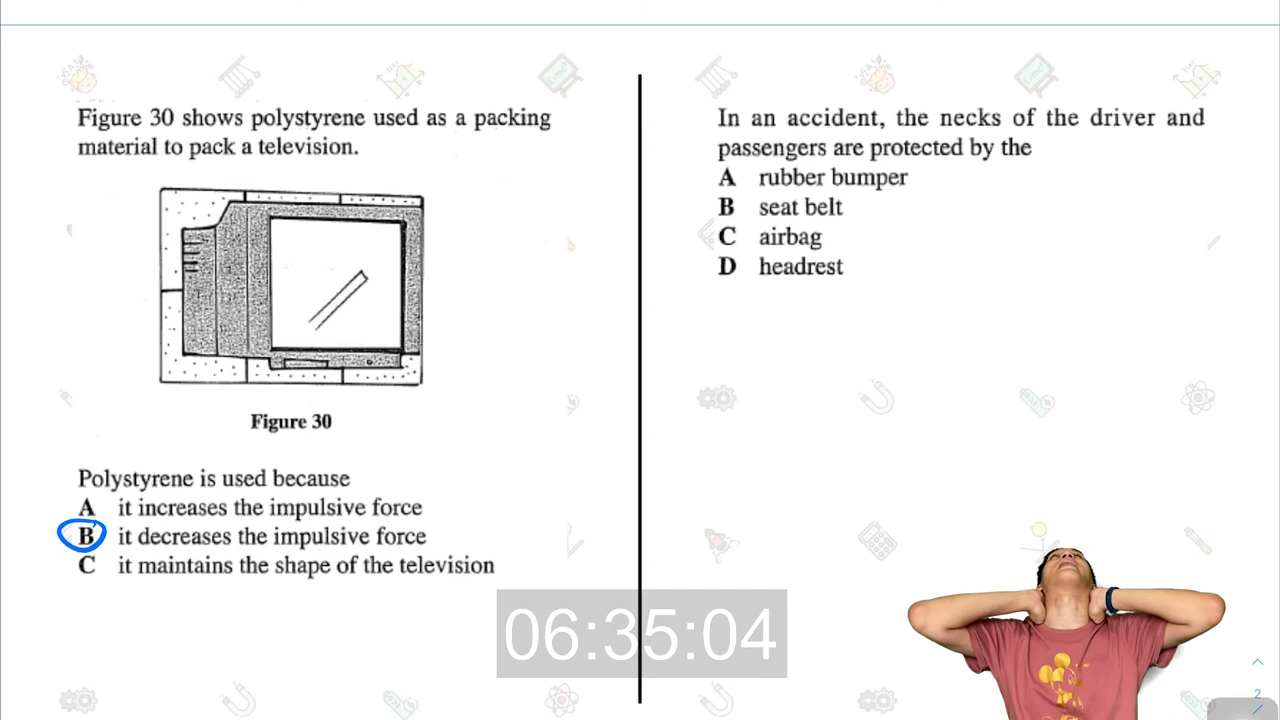 Figure 30 shows polystyrene used as a packing
material to pack a television.
Figure 30
Polystyrene is used because
A it increases the impulsive force
B it decreases the impulsive force
C it maintains the shape of the television
In an accident, the necks of the driver and
passengers are protected by the
A rubber bumper
B seat belt
C airbag
D headrest
06:35:04
2